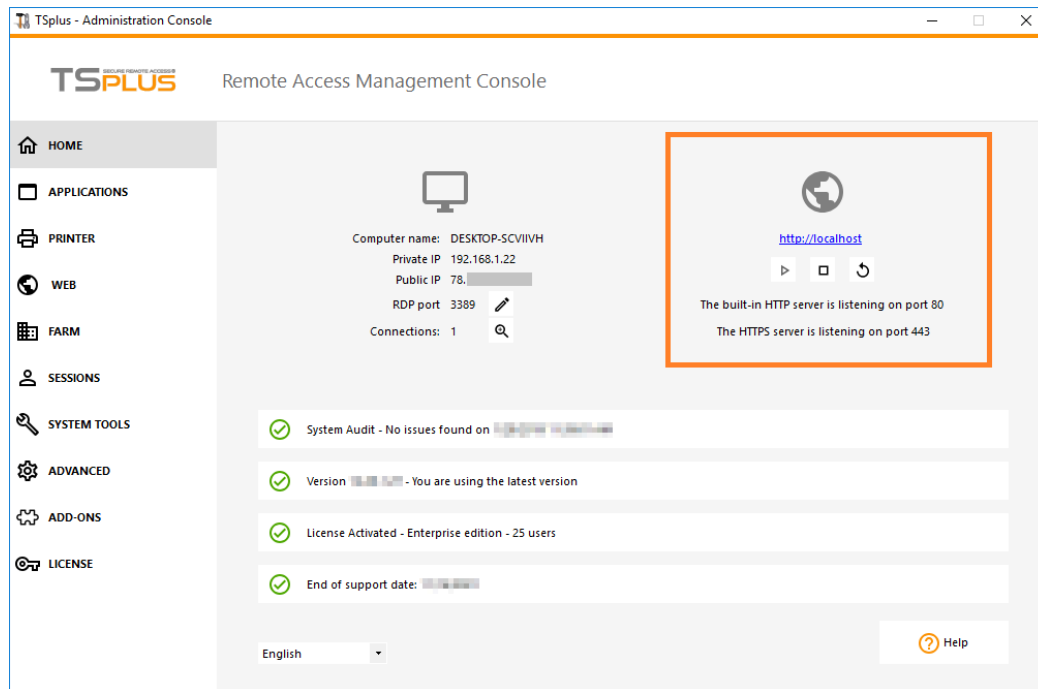 TSplus - Administration Console
SECURE REMOTE ACCESS®
TSPLUS
Remote Access Management Console
HOME
APPLICATIONS
PRINTER
WEB
FARM
SESSIONS
SYSTEM TOOLS
ADVANCED
ADD-ONS
LICENSE
Computer name: DESKTOP-SCVIIVH
Private IP 192.168.1.22
Public IP 78.
RDP port 3389
Connections: 1
http://localhost
The built-in HTTP server is listening on port 80
The HTTPS server is listening on port 443
System Audit - No issues found on
Version - You are using the latest version
License Activated - Enterprise edition - 25 users
End of support date:
English
Help